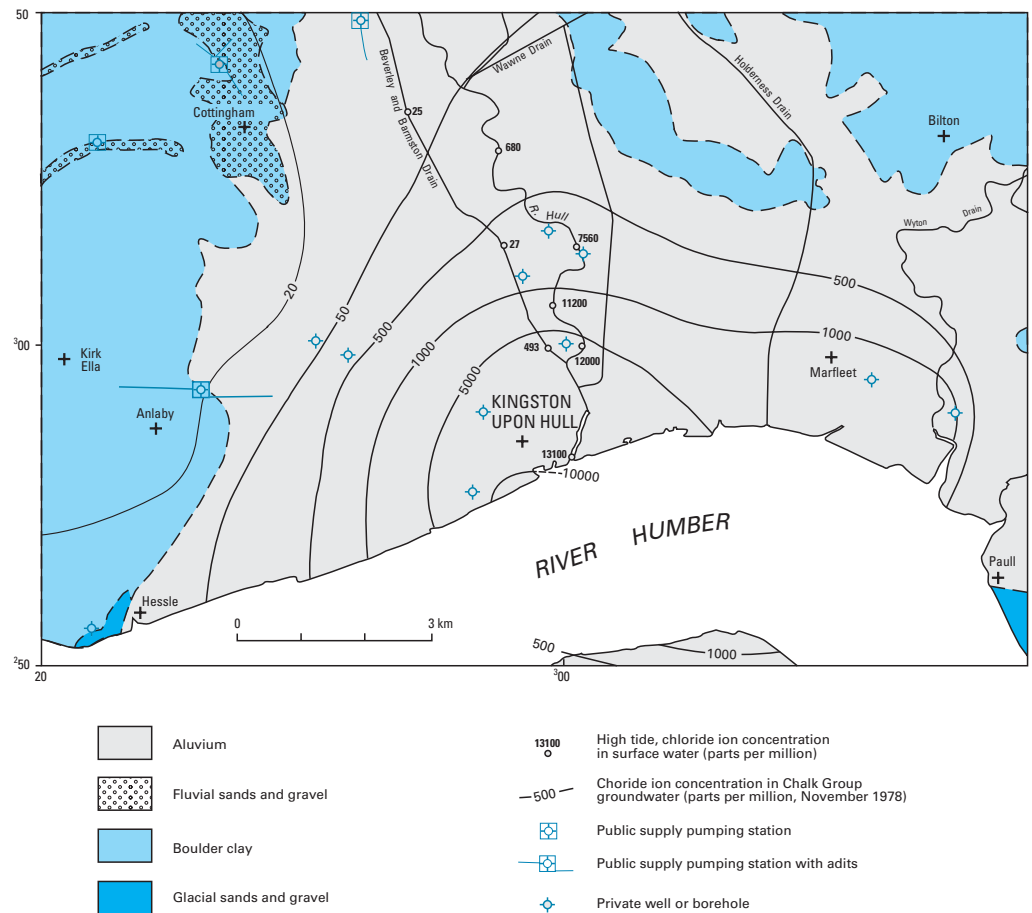 50
Beverley and Barmston Drain
Wawne Drain
Holderness Drain
Cottingham
25
Bilton
680
R. Hull
Wyton Drain
27
7560
20
50
500
1000
5000
11200
500
1000
³00
Kirk
Ella
493
12000
Marfleet
Anlaby
KINGSTON
UPON HULL
13100
10000
RIVER HUMBER
Paull
Hessle
0 3 km
500
1000
²50
20
³00
Aluvium
Fluvial sands and gravel
Boulder clay
Glacial sands and gravel
13100
High tide, chloride ion concentration
in surface water (parts per million)
500
Choride ion concentration in Chalk Group
groundwater (parts per million, November 1978)
Public supply pumping station
Public supply pumping station with adits
Private well or borehole